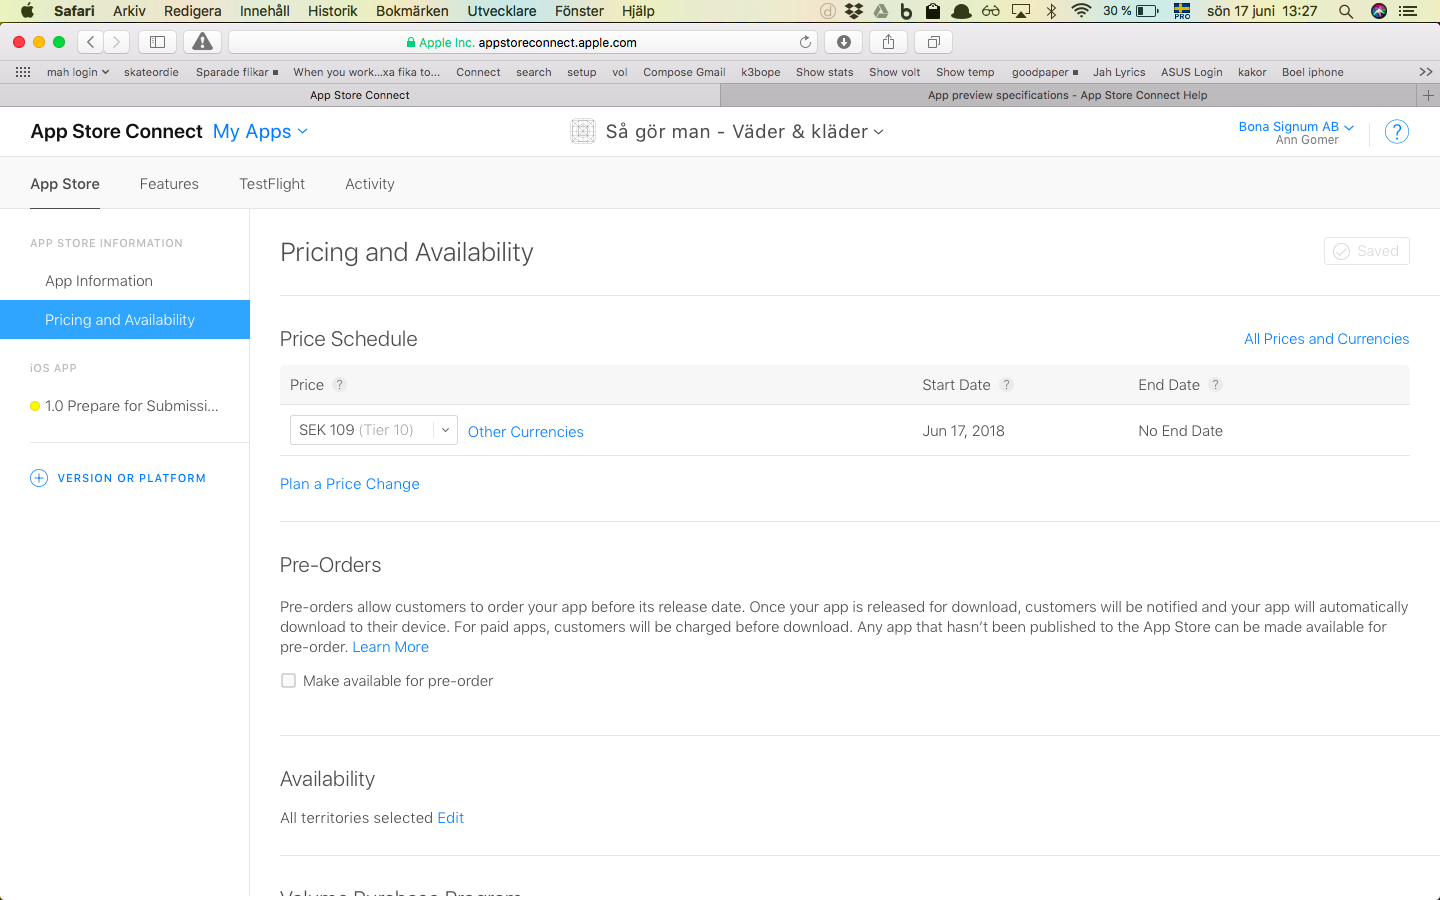 Safari Arkiv Redigera Innehåll Historik Bokmärken Utvecklare Fönster Hjälp 30 % PRO sön 17 juni 13:27
Apple Inc. appstoreconnect.apple.com
mah login skateordie Sparade flikar When you work...xa fika to... Connect search setup vol Compose Gmail k3bope Show stats Show volt Show temp goodpaper Jah Lyrics ASUS Login kakor Boel iphone
App Store Connect App preview specifications - App Store Connect Help
App Store Connect My Apps Så gör man - Väder & kläder Bona Signum AB ?
Ann Gomer
App Store Features TestFlight Activity
APP STORE INFORMATION
App Information
Pricing and Availability
iOS APP
1.0 Prepare for Submissi...
VERSION OR PLATFORM
Pricing and Availability Saved
Price Schedule All Prices and Currencies
Price ? Start Date ? End Date ?
SEK 109 (Tier 10) Other Currencies Jun 17, 2018 No End Date
Plan a Price Change
Pre-Orders
Pre-orders allow customers to order your app before its release date. Once your app is released for download, customers will be notified and your app will automatically
download to their device. For paid apps, customers will be charged before download. Any app that hasn't been published to the App Store can be made available for
pre-order. Learn More
Make available for pre-order
Availability
All territories selected Edit
Volume Purchase Program